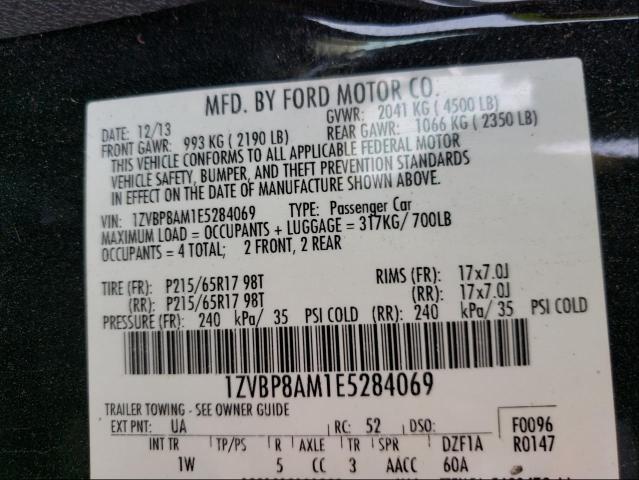 MFD. BY FORD MOTOR CO.
DATE: 12/13 GVWR: 2041 KG ( 4500 LB)
FRONT GAWR: 993 KG ( 2190 LB) REAR GAWR: 1066 KG ( 2350 LB)
THIS VEHICLE CONFORMS TO ALL APPLICABLE FEDERAL MOTOR
VEHICLE SAFETY, BUMPER, AND THEFT PREVENTION STANDARDS
IN EFFECT ON THE DATE OF MANUFACTURE SHOWN ABOVE.
VIN: 1ZVBP8AM1E5284069 TYPE: Passenger Car
MAXIMUM LOAD = OCCUPANTS + LUGGAGE = 317KG/ 700LB
OCCUPANTS = 4 TOTAL; 2 FRONT, 2 REAR
TIRE (FR): P215/65R17 98T RIMS (FR): 17x7.0J
(RR): P215/65R17 98T (RR): 17x7.0J
PRESSURE (FR): 240 kPa/ 35 PSI COLD (RR): 240 kPa/ 35 PSI COLD
1ZVBP8AM1E5284069
TRAILER TOWING - SEE OWNER GUIDE
EXT PNT: UA RC: 52 DSO: F0096
INT TR TP/PS R AXLE TR SPR DZF1A R0147
1W 5 CC 3 AACC 60A